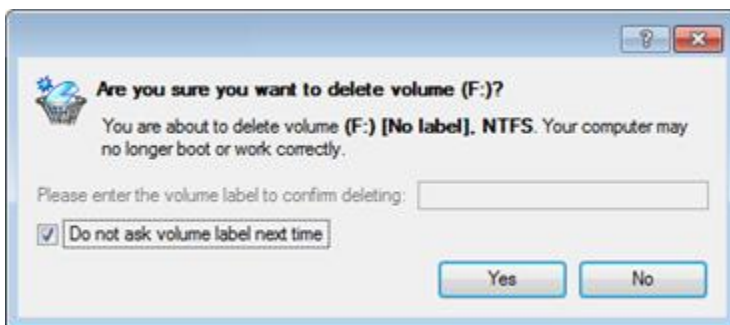 Are you sure you want to delete volume (F:)?
You are about to delete volume (F:) [No label], NTFS. Your computer may
no longer boot or work correctly.
Please enter the volume label to confirm deleting:
Do not ask volume label next time
Yes No